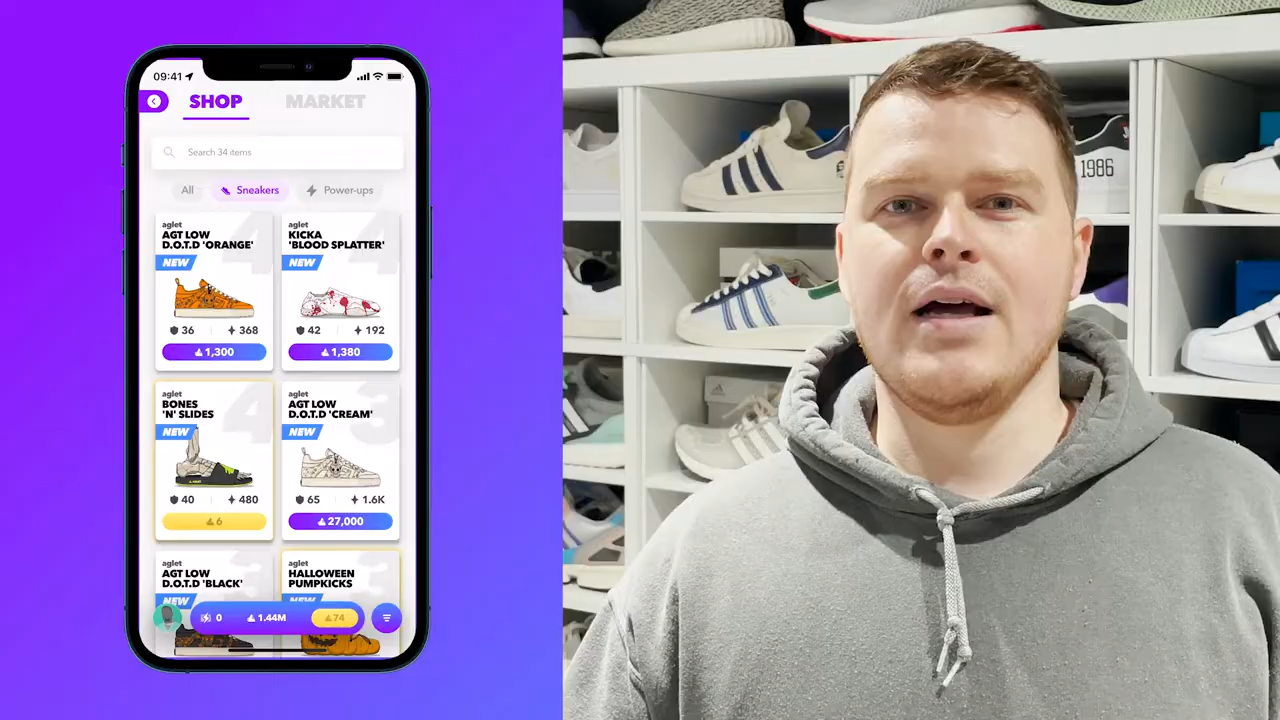 09:41
SHOP
MARKET
Search 34 items
All
Sneakers
Power-ups
aglet
AGT LOW
D.O.T.D 'ORANGE'
NEW
36
368
1,300
aglet
KICKA
'BLOOD SPLATTER'
NEW
42
192
1,380
aglet
BONES
'N' SLIDES
NEW
40
480
6
aglet
AGT LOW
D.O.T.D 'CREAM'
NEW
65
1.6K
27,000
aglet
AGT LOW
D.O.T.D 'BLACK'
NEW
aglet
HALLOWEEN
PUMPKICKS
NEW
0
1.44M
74
1986